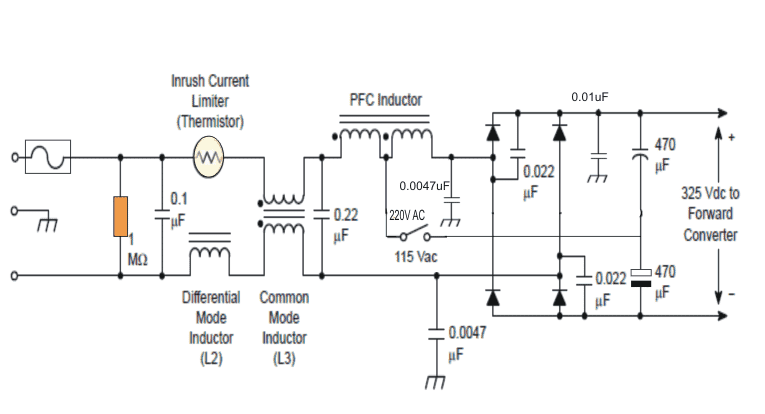 Inrush Current
Limiter
(Thermistor)
PFC Inductor
0.01uF
+
470
µF
0.1
µF
0.022
µF
0.0047uF
325 Vdc to
Forward
Converter
0.22
µF
220V AC
115 Vac
1
MΩ
0.022
µF
470
µF
–
Differential
Mode
Inductor
(L2)
Common
Mode
Inductor
(L3)
0.0047
µF